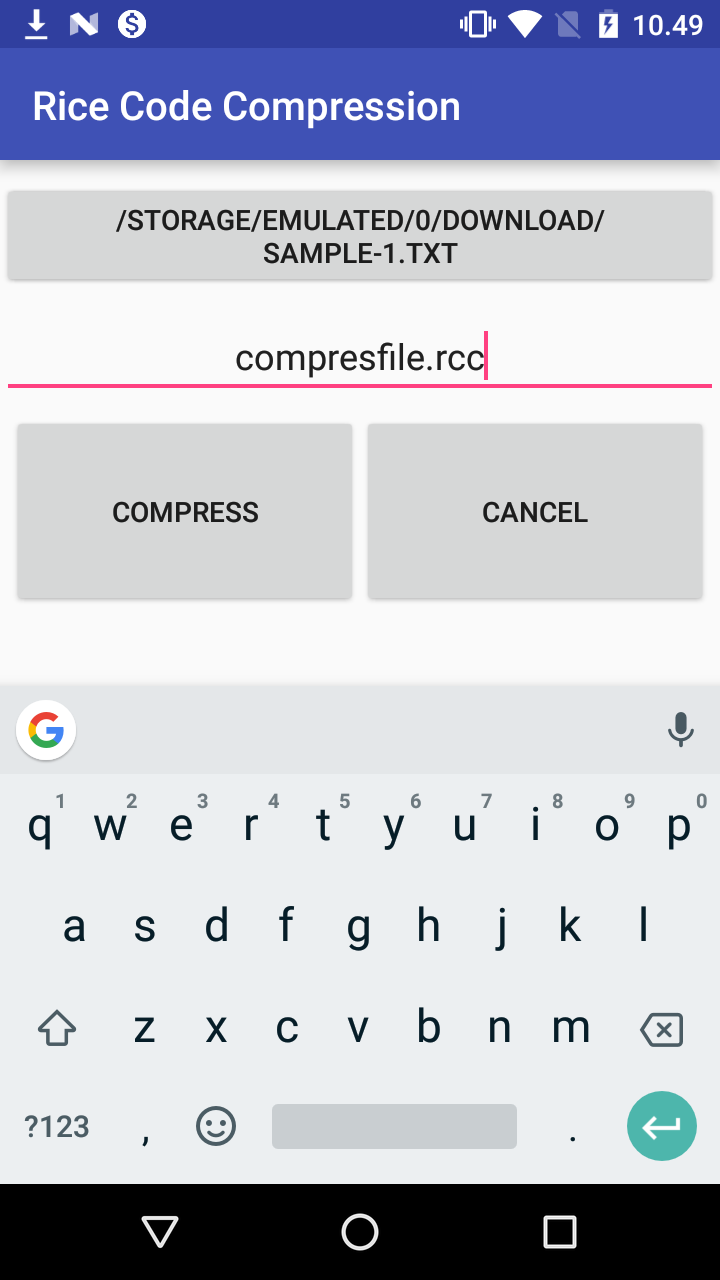 10.49
Rice Code Compression
/STORAGE/EMULATED/0/DOWNLOAD/
SAMPLE-1.TXT
compresfile.rcc
COMPRESS CANCEL
1 2 3 4 5 6 7 8 9 0
q w e r t y u i o p
a s d f g h j k l
z x c v b n m
?123 , .